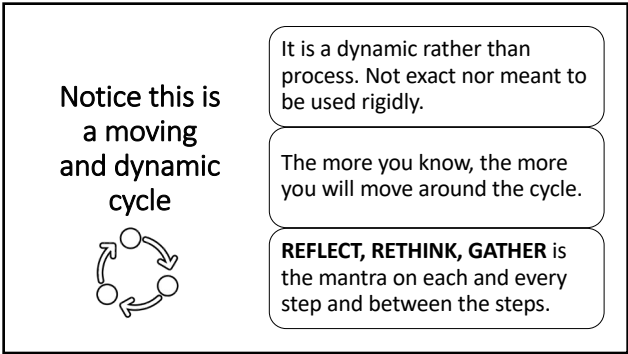 Notice this is
a moving
and dynamic
cycle
It is a dynamic rather than
process. Not exact nor meant to
be used rigidly.
The more you know, the more
you will move around the cycle.
REFLECT, RETHINK, GATHER is
the mantra on each and every
step and between the steps.